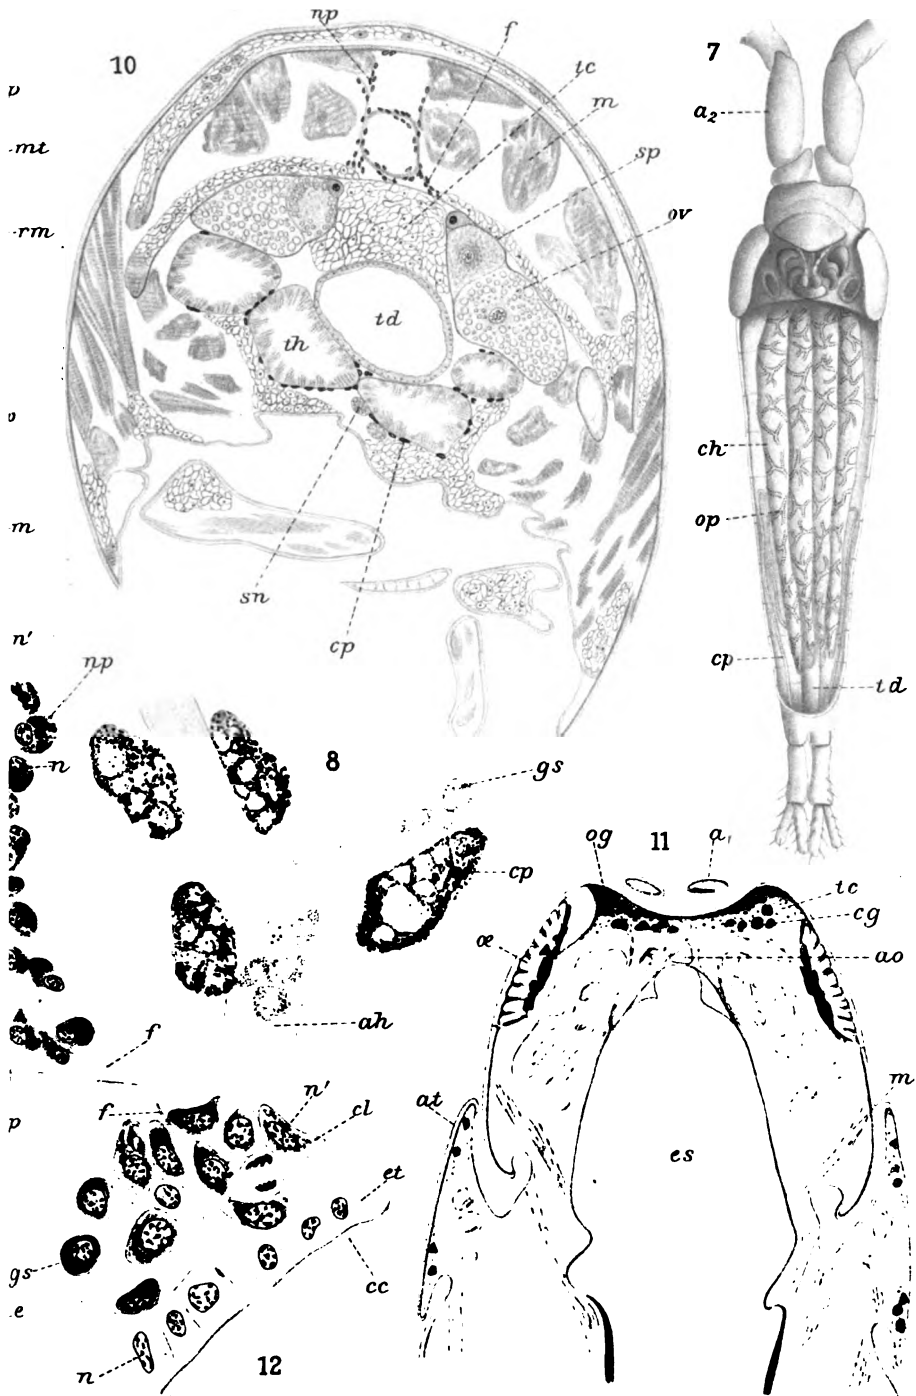 10
np
f
tc
m
sp
ov
p
-mt
-rm
th
td
-m
sn
cp
n'
7
a2
ch
op
cp
td
np
n
8
gs
cp
ah
f
11
og
a,
tc
cg
ao
œ
at
m
es
p
f
n'
cl
et
cc
gs
e
n
12